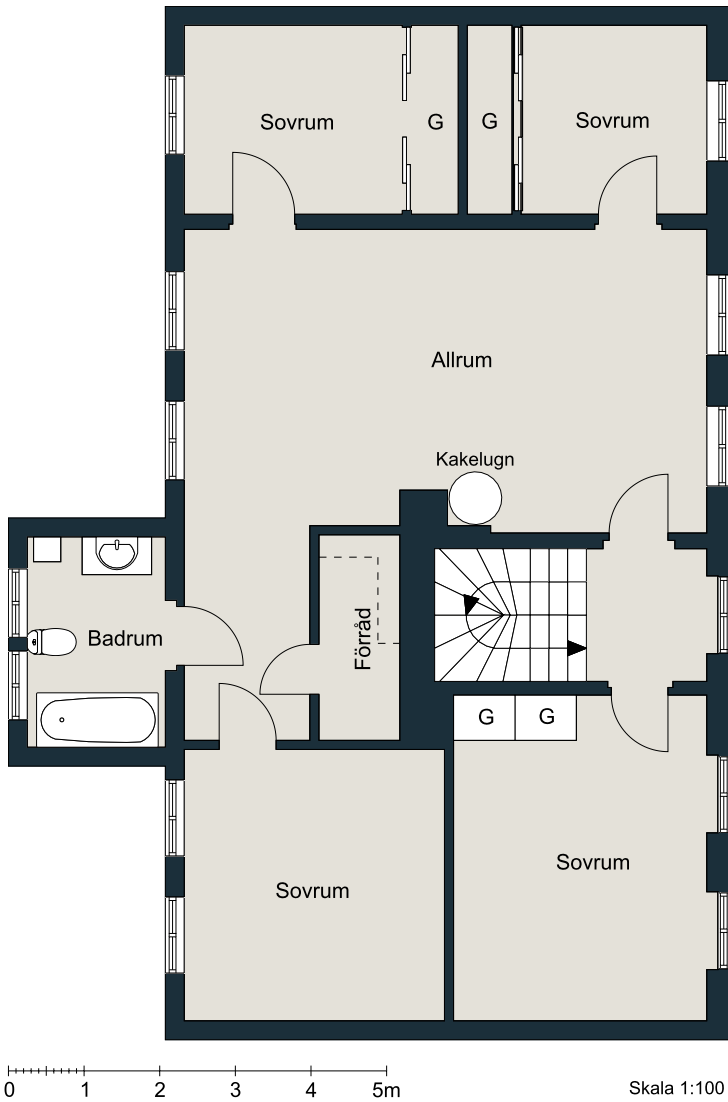 Sovrum
G
G
Sovrum
Allrum
Kakelugn
Badrum
Förråd
G
G
Sovrum
Sovrum
0 1 2 3 4 5m
Skala 1:100